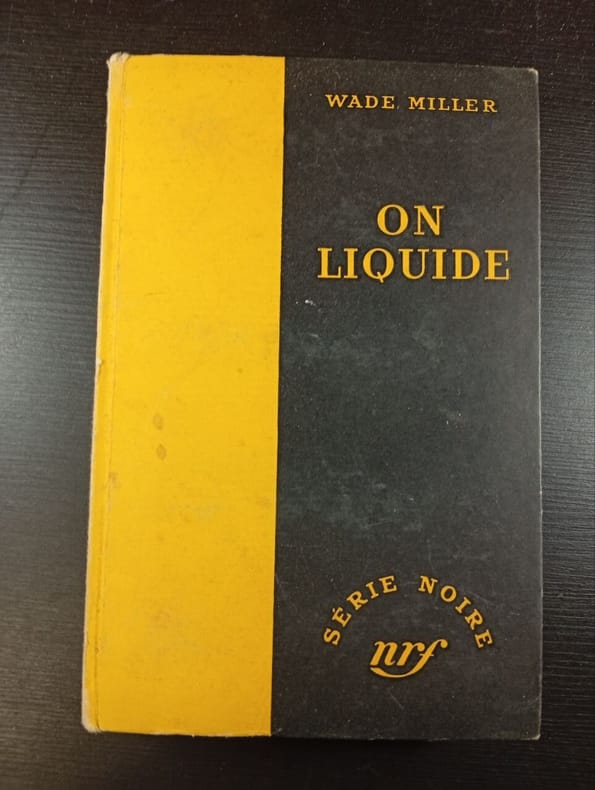 WADE MILLER
ON
LIQUIDE
SÉRIE NOIRE
nrf